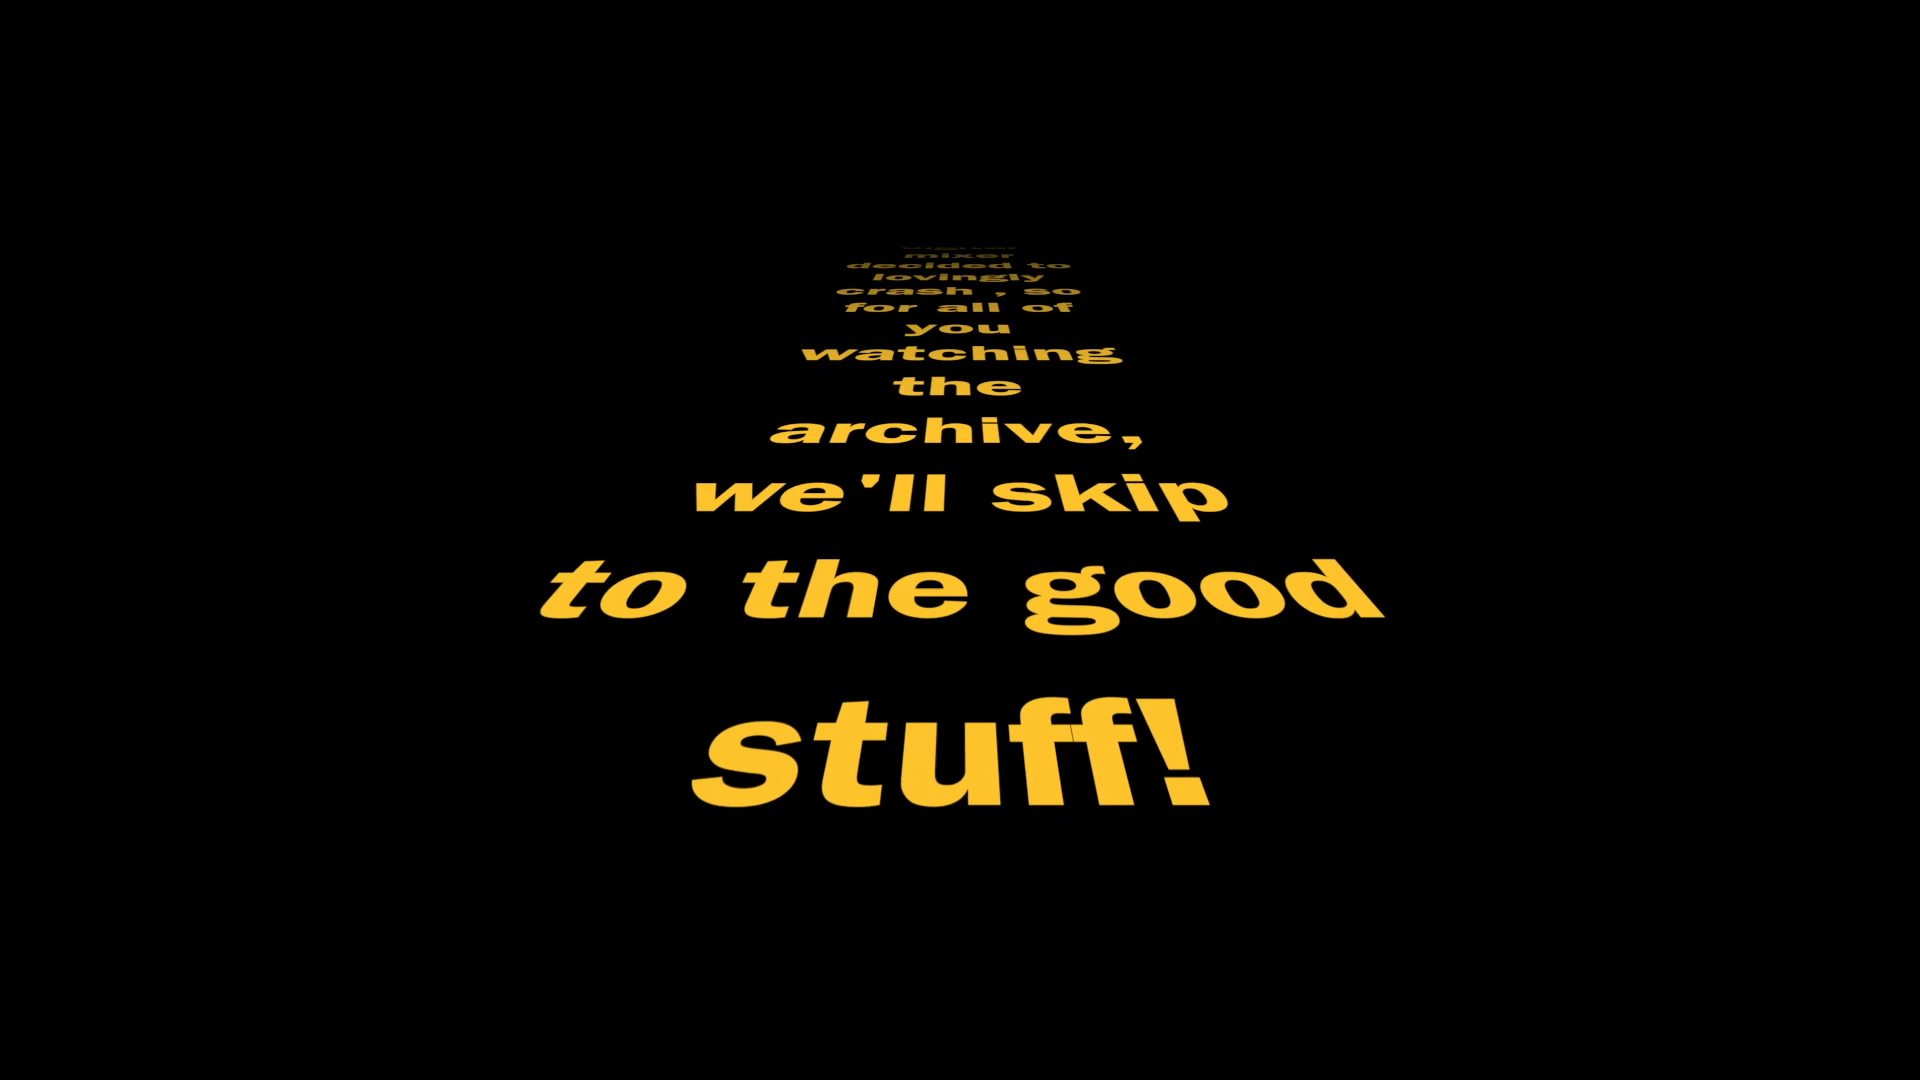 mixer
decided to
lovingly
crash , so
for all of
you
watching
the
archive,
we'll skip
to the good
stuff!